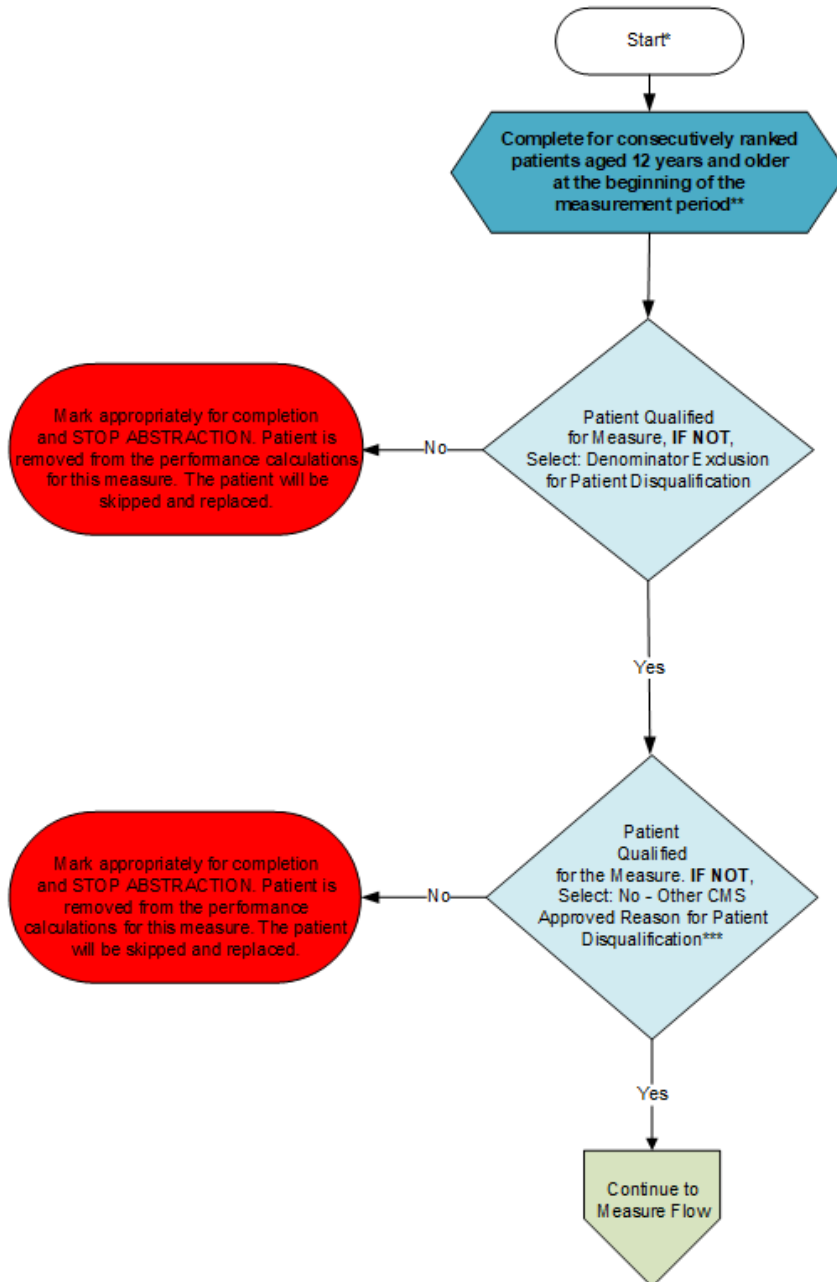 Start*
Complete for consecutively ranked
patients aged 12 years and older
at the beginning of the
measurement period**
Patient Qualified
for Measure, IF NOT,
Select: Denominator Exclusion
for Patient Disqualification
No
Mark appropriately for completion
and STOP ABSTRACTION. Patient is
removed from the performance calculations
for this measure. The patient will be
skipped and replaced.
Yes
Patient
Qualified
for the Measure. IF NOT,
Select: No - Other CMS
Approved Reason for Patient
Disqualification***
No
Mark appropriately for completion
and STOP ABSTRACTION. Patient is
removed from the performance
calculations for this measure. The patient
will be skipped and replaced.
Yes
Continue to
Measure Flow